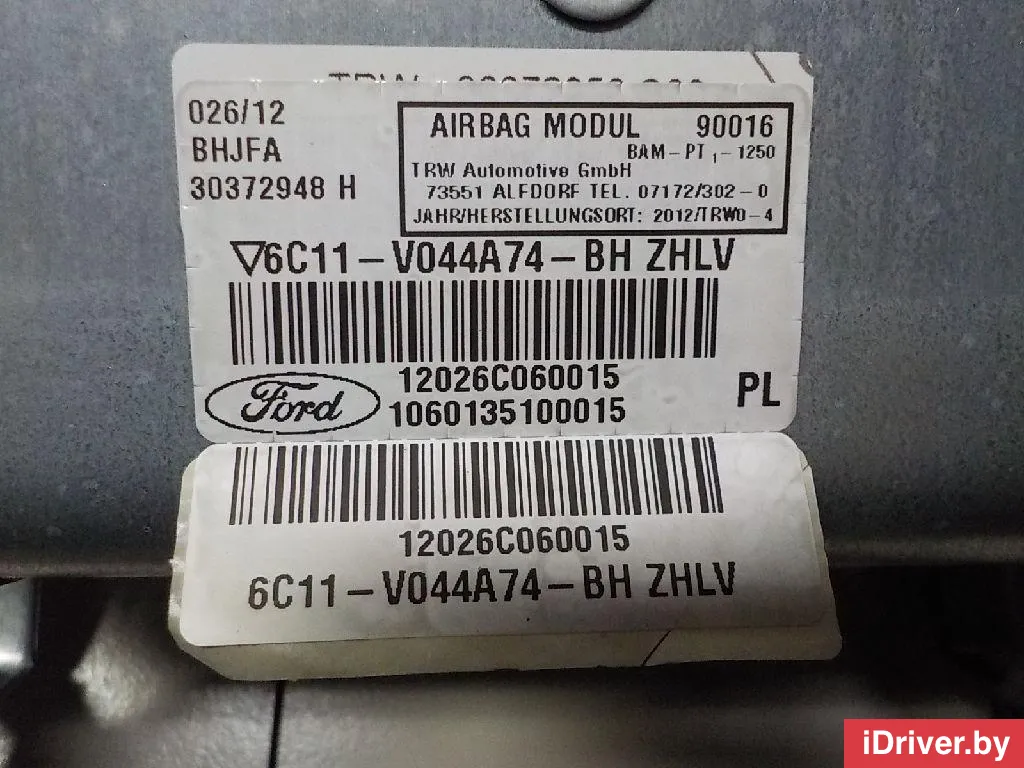 TRW
026/12
BHJFA
30372948 H
AIRBAG MODUL 90016
BAM-PT1-1250
TRW Automotive GmbH
73551 ALFDORF TEL. 07172/302-0
JAHR/HERSTELLUNGSORT: 2012/TRWO-4
6C11-V044A74-BH ZHLV
12026C060015
Ford
1060135100015
PL
12026C060015
6C11-V044A74-BH ZHLV
iDriver.by